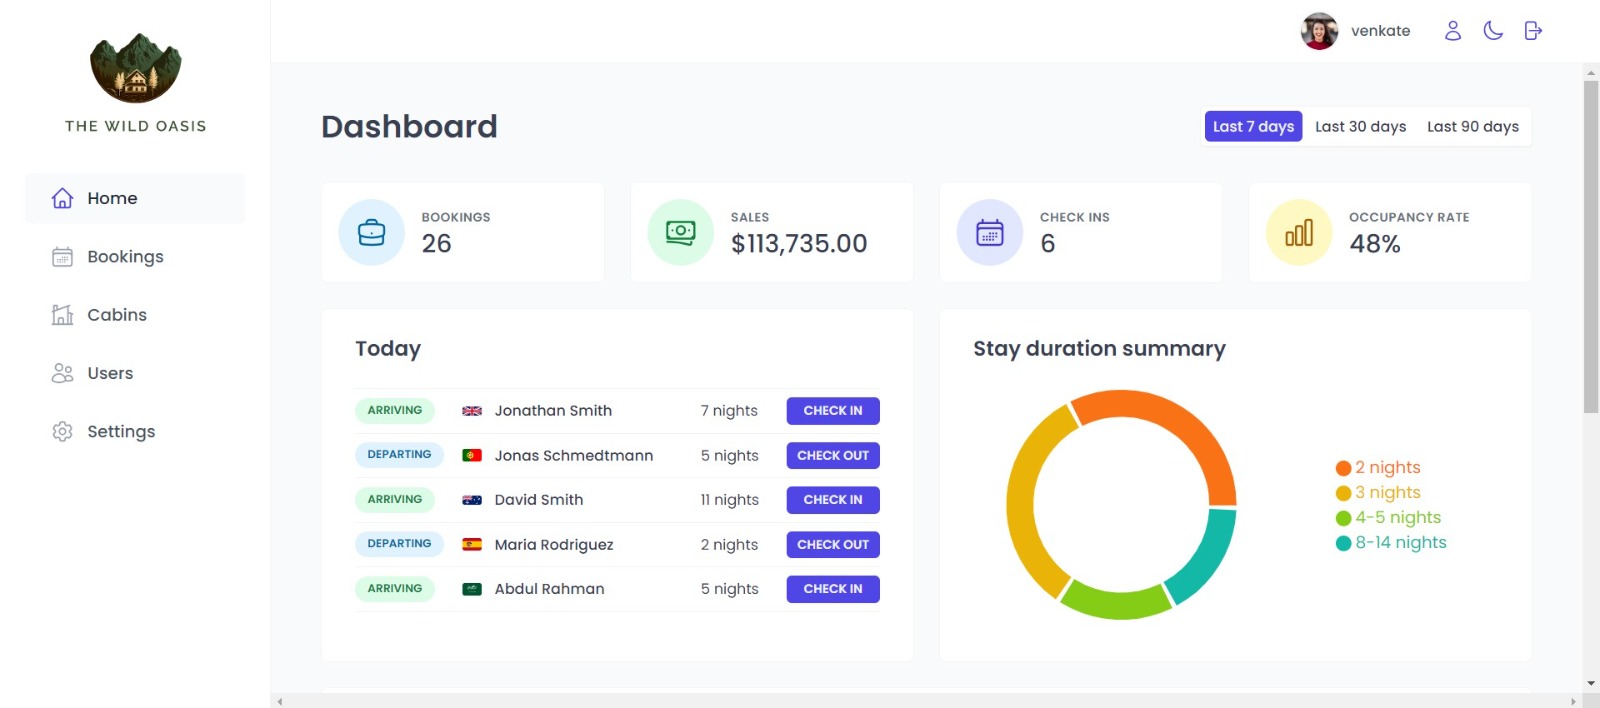 THE WILD OASIS
Home
Bookings
Cabins
Users
Settings
venkate
Dashboard
Last 7 days Last 30 days Last 90 days
BOOKINGS
26
SALES
$113,735.00
CHECK INS
6
OCCUPANCY RATE
48%
Today
ARRIVING Jonathan Smith 7 nights CHECK IN
DEPARTING Jonas Schmedtmann 5 nights CHECK OUT
ARRIVING David Smith 11 nights CHECK IN
DEPARTING Maria Rodriguez 2 nights CHECK OUT
ARRIVING Abdul Rahman 5 nights CHECK IN
Stay duration summary
2 nights
3 nights
4-5 nights
8-14 nights